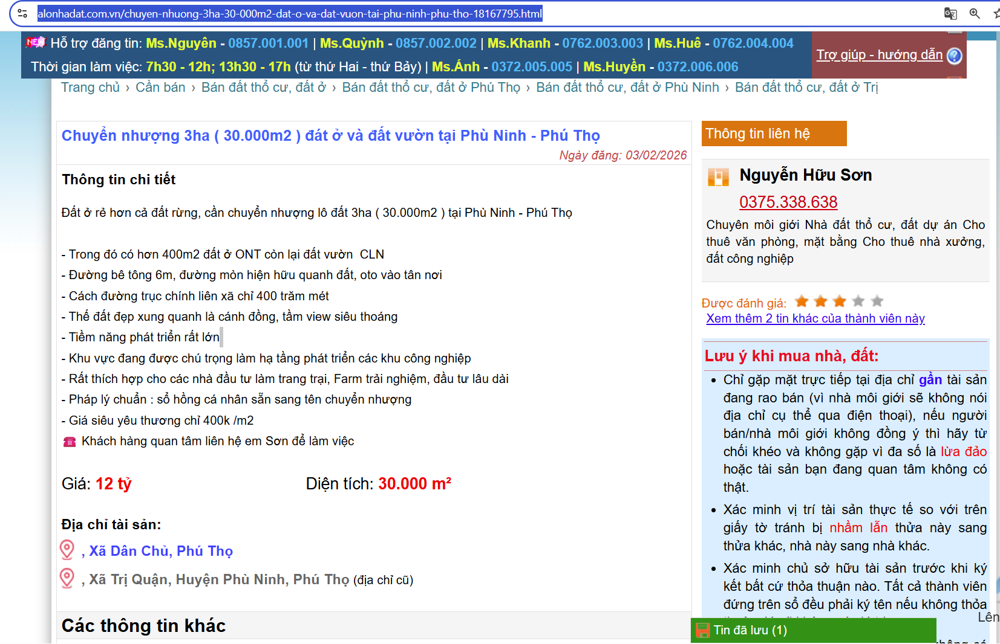 alonhadat.com.vn/chuyen-nhuong-3ha-30-000m2-dat-o-va-dat-vuon-tai-phu-ninh-phu-tho-18167795.html
NEW Hỗ trợ đăng tin: Ms.Nguyên - 0857.001.001 | Ms.Quỳnh - 0857.002.002 | Ms.Khanh - 0762.003.003 | Ms.Huê - 0762.004.004
Thời gian làm việc: 7h30 - 12h; 13h30 - 17h (từ thứ Hai - thứ Bảy) | Ms.Ánh - 0372.005.005 | Ms.Huyền - 0372.006.006
Trợ giúp - hướng dẫn
Trang chủ › Cần bán › Bán đất thổ cư, đất ở › Bán đất thổ cư, đất ở Phú Thọ › Bán đất thổ cư, đất ở Phù Ninh › Bán đất thổ cư, đất ở Trị
Chuyển nhượng 3ha ( 30.000m2 ) đát ở và đất vườn tại Phù Ninh - Phú Thọ
Ngày đăng: 03/02/2026
Thông tin chi tiết
Đất ở rẻ hơn cả đất rừng, cần chuyển nhượng lô đất 3ha ( 30.000m2 ) tại Phù Ninh - Phú Thọ
- Trong đó có hơn 400m2 đất ở ONT còn lại đất vườn CLN
- Đường bê tông 6m, đường mòn hiện hữu quanh đất, oto vào tân nơi
- Cách đường trục chính liên xã chỉ 400 trăm mét
- Thế đất đẹp xung quanh là cánh đồng, tầm view siêu thoáng
- Tiềm năng phát triển rất lớn
- Khu vực đang được chú trọng làm hạ tầng phát triển các khu công nghiệp
- Rất thích hợp cho các nhà đầu tư làm trang trại, Farm trải nghiệm, đầu tư lâu dài
- Pháp lý chuẩn : sổ hồng cá nhân sẵn sang tên chuyển nhượng
- Giá siêu yêu thương chỉ 400k /m2
Khách hàng quan tâm liên hệ em Sơn để làm việc
Giá: 12 tỷ
Diện tích: 30.000 m²
Địa chỉ tài sản:
, Xã Dân Chủ, Phú Thọ
, Xã Trị Quận, Huyện Phù Ninh, Phú Thọ (địa chỉ cũ)
Các thông tin khác
Thông tin liên hệ
Nguyễn Hữu Sơn
0375.338.638
Chuyên môi giới Nhà đất thổ cư, đất dự án Cho
thuê văn phòng, mặt bằng Cho thuê nhà xưởng,
đất công nghiệp
Được đánh giá:
Xem thêm 2 tin khác của thành viên này
Lưu ý khi mua nhà, đất:
• Chỉ gặp mặt trực tiếp tại địa chỉ gần tài sản
đang rao bán (vì nhà môi giới sẽ không nói
địa chỉ cụ thể qua điện thoại), nếu người
bán/nhà môi giới không đồng ý thì hãy từ
chối khéo và không gặp vì đa số là lừa đảo
hoặc tài sản bạn đang quan tâm không có
thật.
• Xác minh vị trí tài sản thực tế so với trên
giấy tờ tránh bị nhầm lẫn thửa này sang
thửa khác, nhà này sang nhà khác.
• Xác minh chủ sở hữu tài sản trước khi ký
kết bất cứ thỏa thuận nào. Tất cả thành viên
đứng trên sổ đều phải ký tên nếu không thỏa
Lên
Tin đã lưu (1)